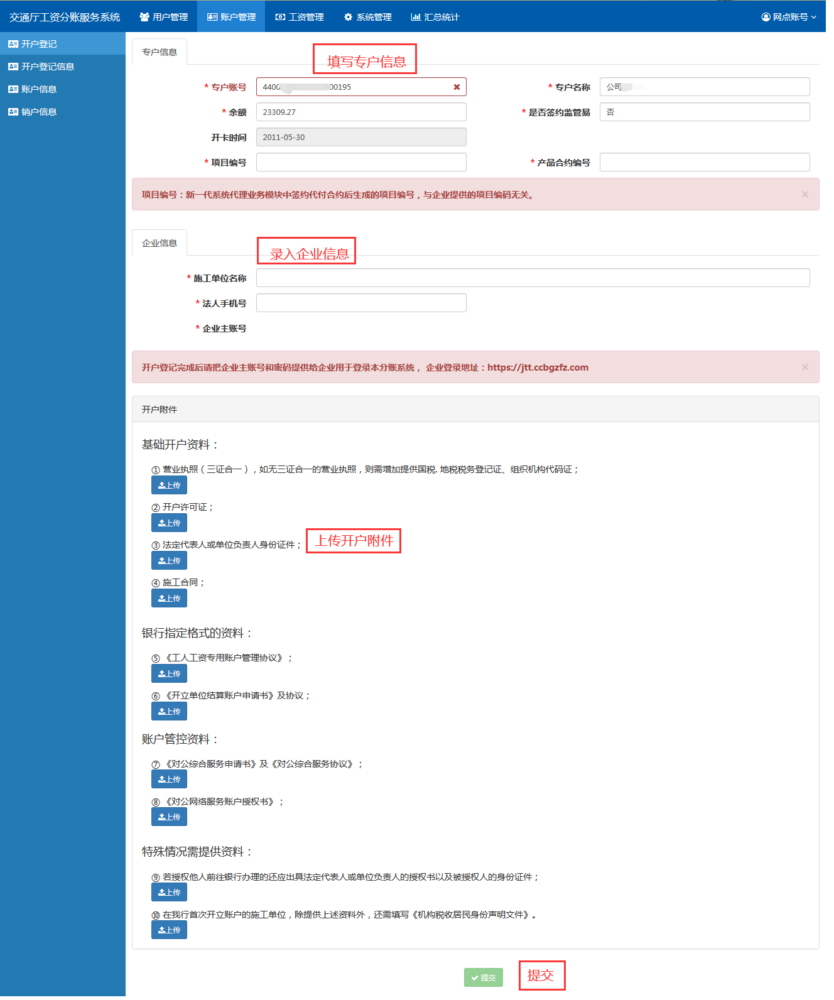 交通厅工资分账服务系统 用户管理 账户管理 工资管理 系统管理 汇总统计 网点账号
开户登记
开户登记信息
账户信息
销户信息
专户信息
填写专户信息
* 专户账号 4400 00195 * 专户名称 公司
* 余额 23309.27 * 是否签约监管易 否
开卡时间 2011-05-30
* 项目编号 * 产品合约编号
项目编号：新一代系统代理业务模块中签约代付合约后生成的项目编号，与企业提供的项目编码无关。 ×
企业信息
录入企业信息
* 施工单位名称
* 法人手机号
* 企业主账号
开户登记完成后请把企业主账号和密码提供给企业用于登录本分账系统， 企业登录地址：https://jtt.ccbgzfz.com ×
开户附件
基础开户资料：
① 营业执照（三证合一），如无三证合一的营业执照，则需增加提供国税. 地税税务登记证、组织机构代码证；
上传
② 开户许可证；
上传
③ 法定代表人或单位负责人身份证件；
上传开户附件
上传
④ 施工合同；
上传
银行指定格式的资料：
⑤ 《工人工资专用账户管理协议》；
上传
⑥ 《开立单位结算账户申请书》及协议；
上传
账户管控资料：
⑦ 《对公综合服务申请书》及《对公综合服务协议》；
上传
⑧ 《对公网络服务账户授权书》；
上传
特殊情况需提供资料：
⑨ 若授权他人前往银行办理的还应出具法定代表人或单位负责人的授权书以及被授权人的身份证件；
上传
⑩ 在我行首次开立账户的施工单位，除提供上述资料外，还需填写《机构税收居民身份声明文件》。
上传
提交 提交